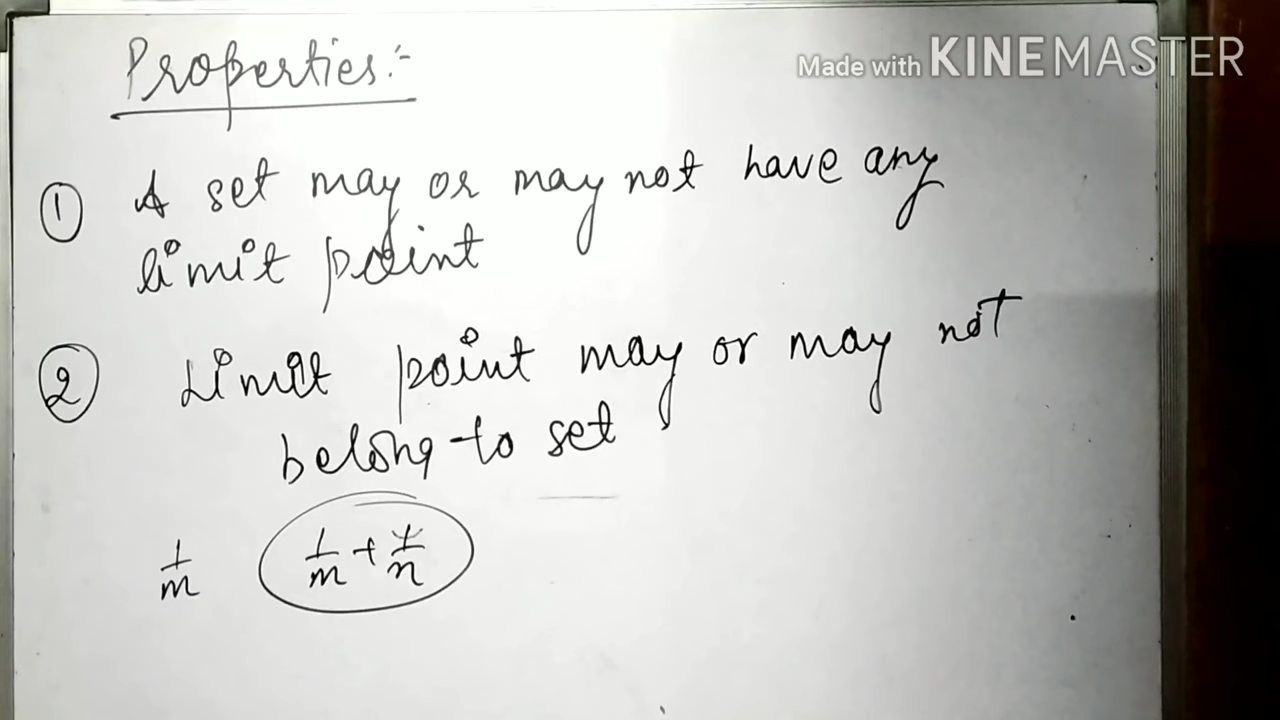 Properties:-
Made with KINEMASTER
① A set may or may not have any
limit point
② Limit point may or may not
belong to set
1/m 1/m + 1/n